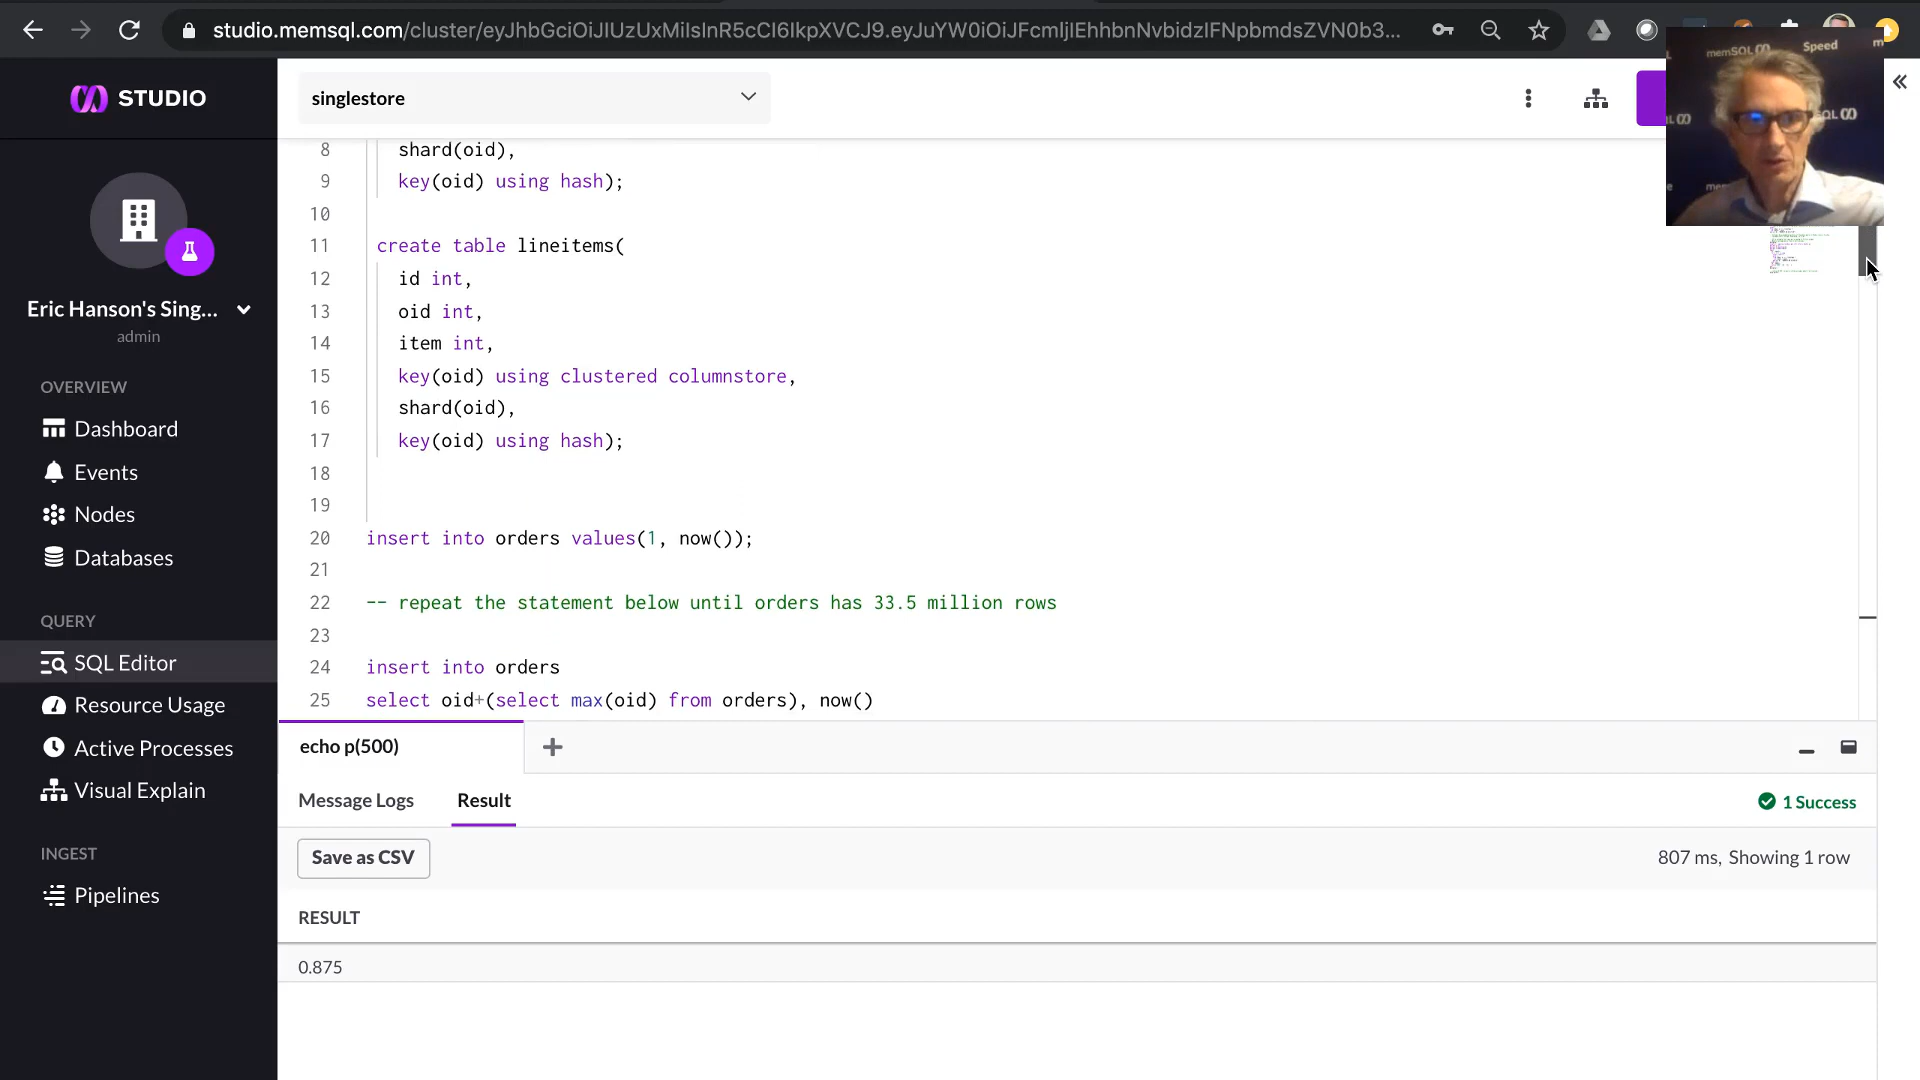 studio.memsql.com/cluster/eyJhbGciOiJIUzUxMiIsInR5cCI6IkpXVCJ9.eyJuYW0iOiJFcmljIEhhbnNvbidzIFNpbmdsZVN0b3...
STUDIO
singlestore
memSQL
Speed
Eric Hanson's Sing...
admin
OVERVIEW
Dashboard
Events
Nodes
Databases
QUERY
SQL Editor
Resource Usage
Active Processes
Visual Explain
INGEST
Pipelines
8 shard(oid),
9 key(oid) using hash);
10
11 create table lineitems(
12 id int,
13 oid int,
14 item int,
15 key(oid) using clustered columnstore,
16 shard(oid),
17 key(oid) using hash);
18
19
20 insert into orders values(1, now());
21
22 -- repeat the statement below until orders has 33.5 million rows
23
24 insert into orders
25 select oid+(select max(oid) from orders), now()
echo p(500)
Message Logs Result
1 Success
Save as CSV
807 ms, Showing 1 row
RESULT
0.875